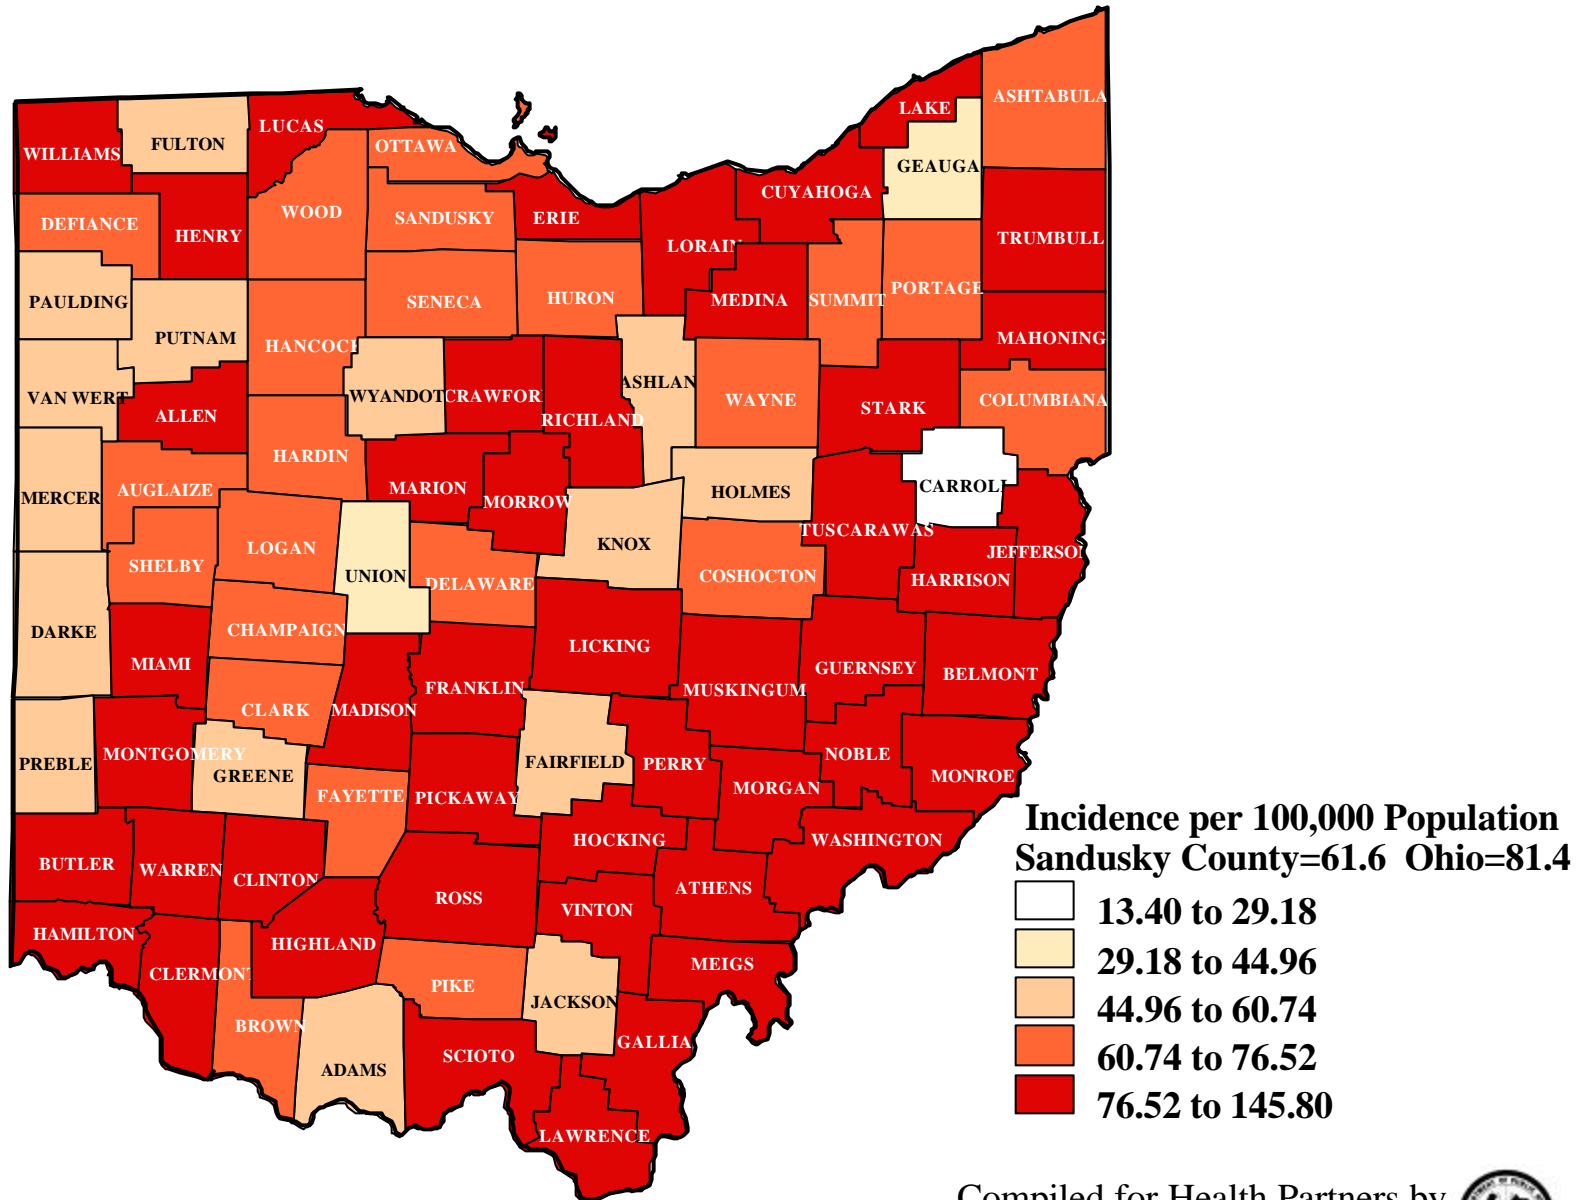 ASHTABULA
LAKE
LUCAS
FULTON
WILLIAMS
OTTAWA
GEAUGA
CUYAHOGA
WOOD
SANDUSKY
ERIE
DEFIANCE
HENRY
LORAIN
TRUMBULL
PAULDING
SENECA
HURON
MEDINA
SUMMIT
PORTAGE
PUTNAM
HANCOCK
MAHONING
VAN WERT
WYANDOT
CRAWFOR
ASHLAN
WAYNE
STARK
COLUMBIANA
ALLEN
RICHLAND
HARDIN
MERCER
AUGLAIZE
MARION
MORROW
HOLMES
CARROLL
TUSCARAWAS
LOGAN
KNOX
JEFFERSON
SHELBY
UNION
DELAWARE
COSHOCTON
HARRISON
DARKE
CHAMPAIGN
LICKING
MIAMI
GUERNSEY
BELMONT
FRANKLIN
MUSKINGUM
CLARK
MADISON
MONTGOMERY
NOBLE
PREBLE
GREENE
FAIRFIELD
PERRY
MONROE
MORGAN
FAYETTE
PICKAWAY
HOCKING
WASHINGTON
BUTLER
WARREN
CLINTON
ATHENS
ROSS
VINTON
HAMILTON
HIGHLAND
MEIGS
CLERMONT
PIKE
JACKSON
BROWN
GALLIA
SCIOTO
ADAMS
LAWRENCE
Incidence per 100,000 Population
Sandusky County=61.6 Ohio=81.4
13.40 to 29.18
29.18 to 44.96
44.96 to 60.74
60.74 to 76.52
76.52 to 145.80
Compiled for Health Partners by